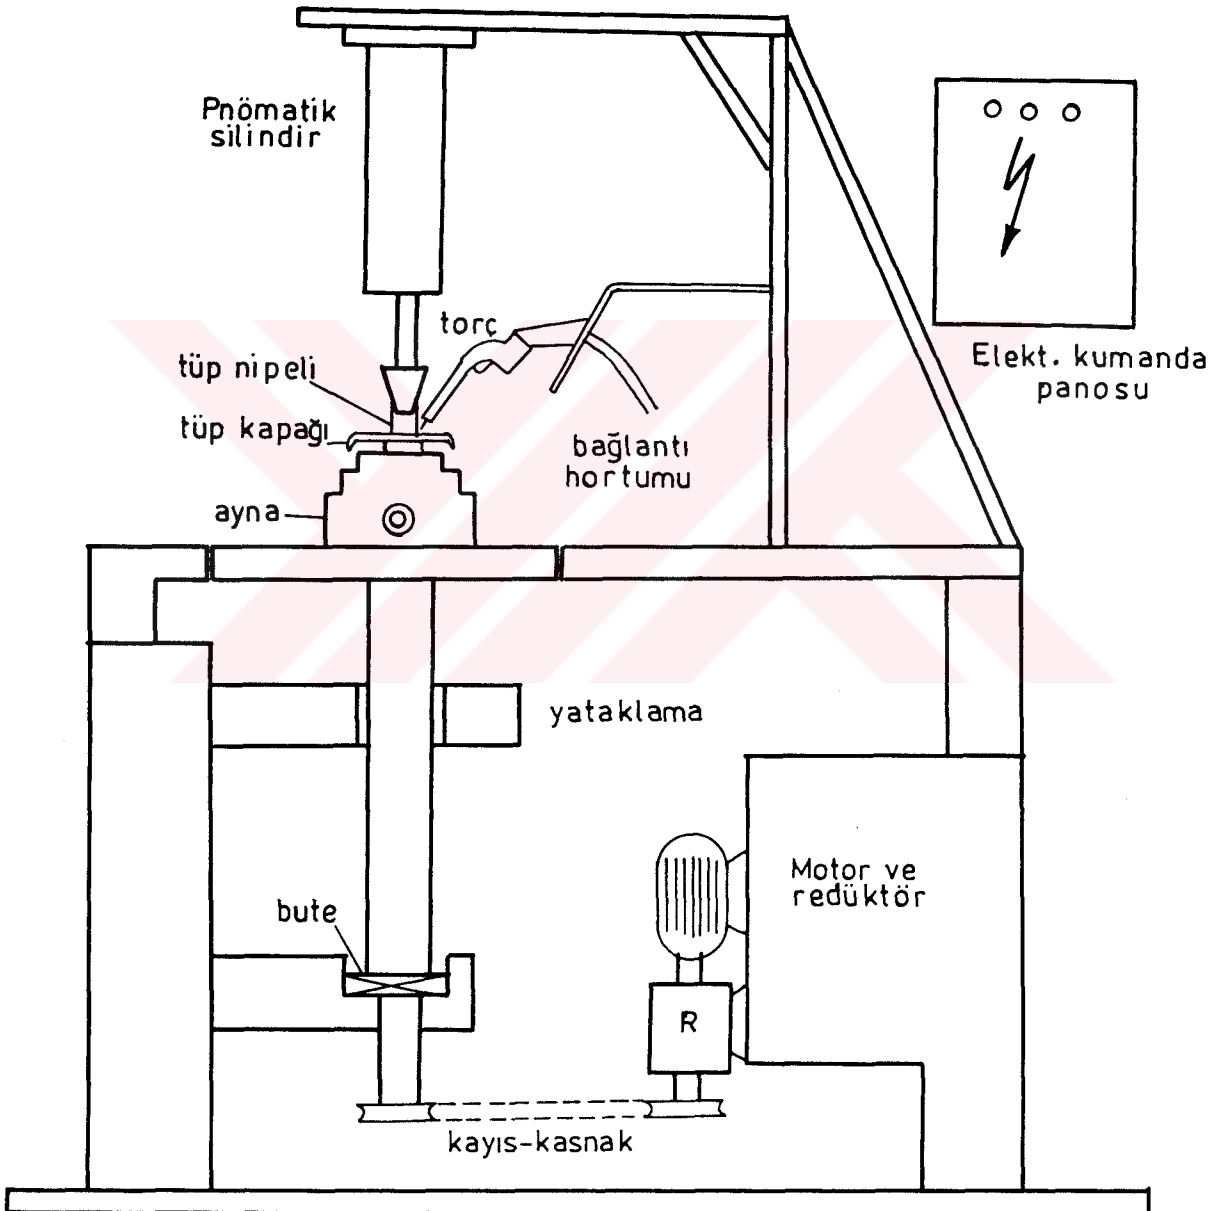 Pnömatik
silindir
torç
tüp nipeli
tüp kapağı
Elekt. kumanda
panosu
bağlantı
hortumu
ayna
yataklama
Motor ve
redüktör
bute
R
kayıs-kasnak